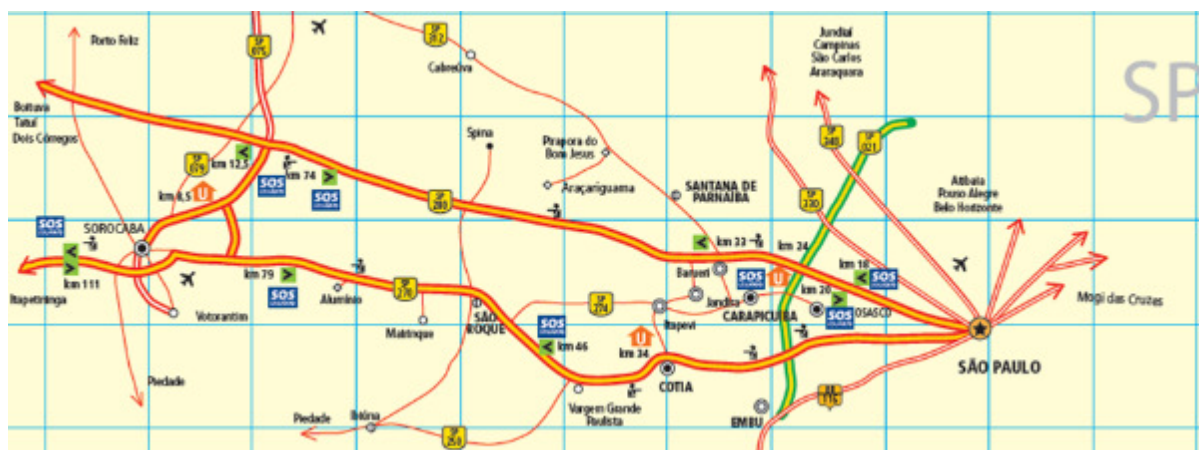 Porto Feliz
SP
075
SP
312
Cabreúva
Jundiaí
Campinas
São Carlos
Araraquara
SP
Boituva
Tatuí
Dois Córregos
SP
079
km 12,5
km 74
SOS
SOS
km 8,5
U
SP
280
Spina
Pirapora do
Bom Jesus
Araçariguama
SANTANA DE
PARNAÍBA
SP
330
SP
021
Atibaia
Pouso Alegre
Belo Horizonte
SOS
SOROCABA
km 111
Itapetininga
km 79
SOS
Votorantim
Alumínio
SP
270
Mairinque
SÃO
ROQUE
SP
274
km 33
km 24
Barueri
Jandira
Itapevi
SOS
U
CARAPICUIBA
km 18
SOS
km 20
SOS
OSASCO
Mogi das Cruzes
SÃO PAULO
SOS
km 46
U
km 34
COTIA
Vargem Grande
Paulista
EMBU
116
Piedade
Piedade
Ibiúna
SP
250